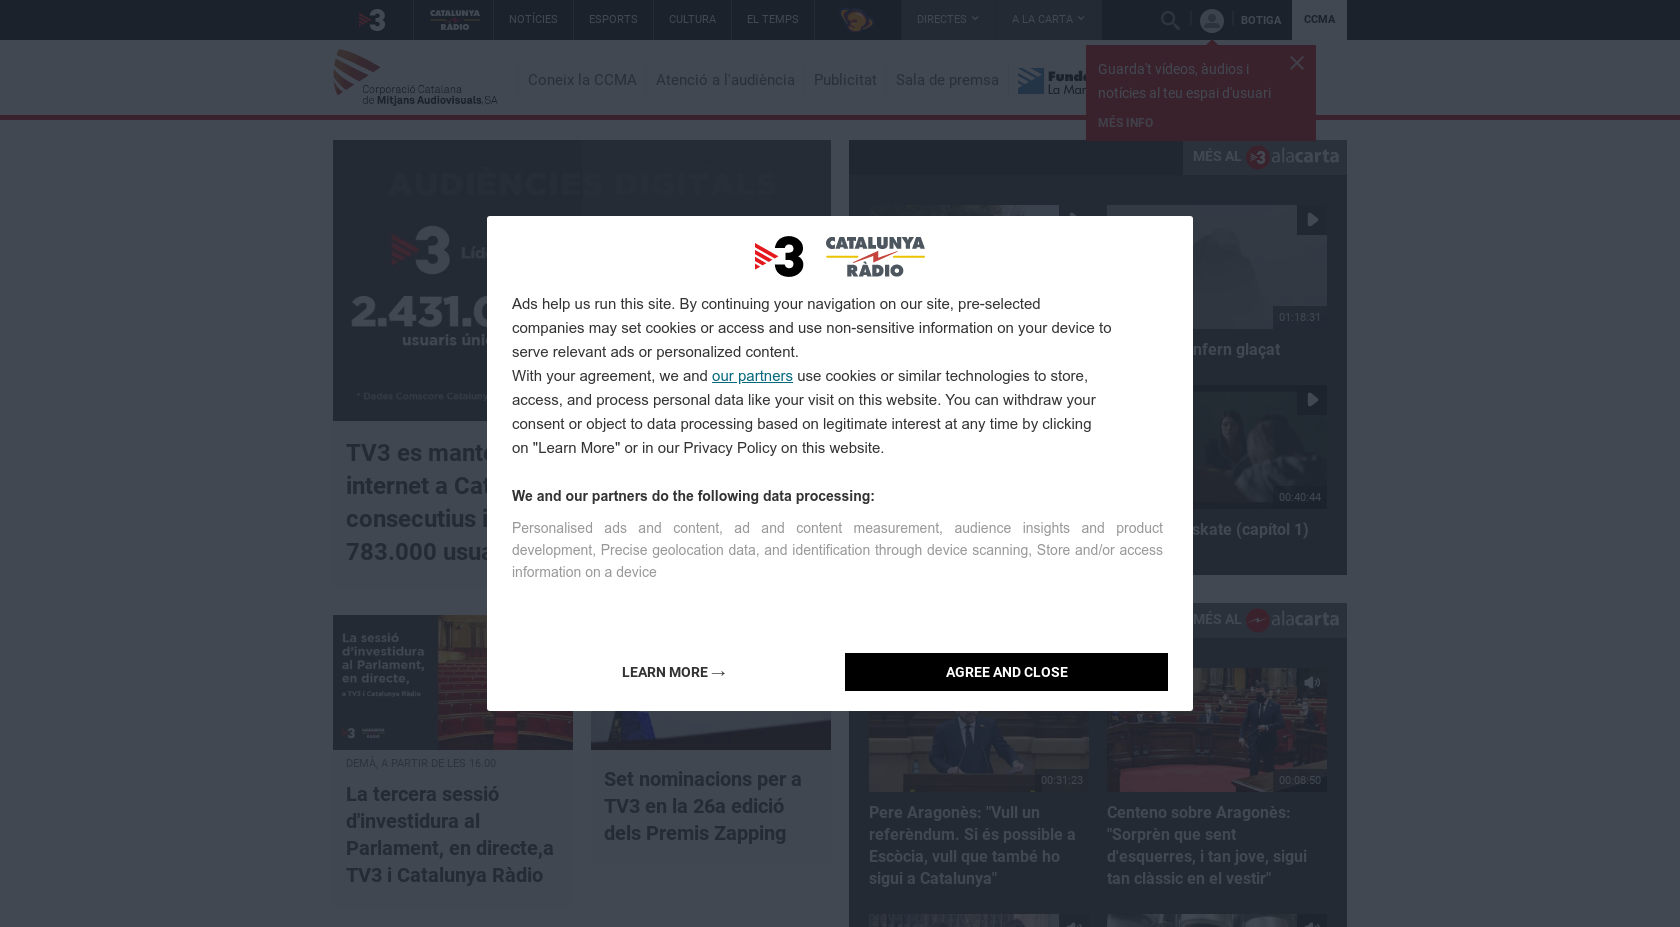 3
CATALUNYA
RÀDIO
NOTÍCIES
ESPORTS
CULTURA
EL TEMPS
3
DIRECTES
A LA CARTA
BOTIGA
CCMA
Corporació Catalana
de Mitjans Audiovisuals, SA
Coneix la CCMA
Atenció a l'audiència
Publicitat
Sala de premsa
La Mar
Guarda't vídeos, àudios i
notícies al teu espai d'usuari
MÉS INFO
AUDIÈNCIES DIGITALS
3
usuaris
* Dades Comscore
TV3 es
internet a
consecutius
783.000
MÉS AL 3 alacarta
01:18:31
glaçat
00:40:44
skate (capítol 1)
3 CATALUNYA
RÀDIO
Ads help us run this site. By continuing your navigation on our site, pre-selected
companies may set cookies or access and use non-sensitive information on your device to
serve relevant ads or personalized content.
With your agreement, we and our partners use cookies or similar technologies to store,
access, and process personal data like your visit on this website. You can withdraw your
consent or object to data processing based on legitimate interest at any time by clicking
on "Learn More" or in our Privacy Policy on this website.
We and our partners do the following data processing:
Personalised ads and content, ad and content measurement, audience insights and product
development, Precise geolocation data, and identification through device scanning, Store and/or access
information on a device
LEARN MORE →
AGREE AND CLOSE
La sessió
d'investidura
al Parlament,
en directe,
a TV3 i Catalunya Ràdio
3 CATALUNYA
RÀDIO
DEMÀ, A PARTIR DE LES 16.00
La tercera sessió
d'investidura al
Parlament, en directe,a
TV3 i Catalunya Ràdio
Set nominacions per a
TV3 en la 26a edició
dels Premis Zapping
MÉS AL alacarta
00:31:23
Pere Aragonès: "Vull un
referèndum. Si és possible a
Escòcia, vull que també ho
sigui a Catalunya"
00:08:50
Centeno sobre Aragonès:
"Sorprèn que sent
d'esquerres, i tan jove, sigui
tan clàssic en el vestir"